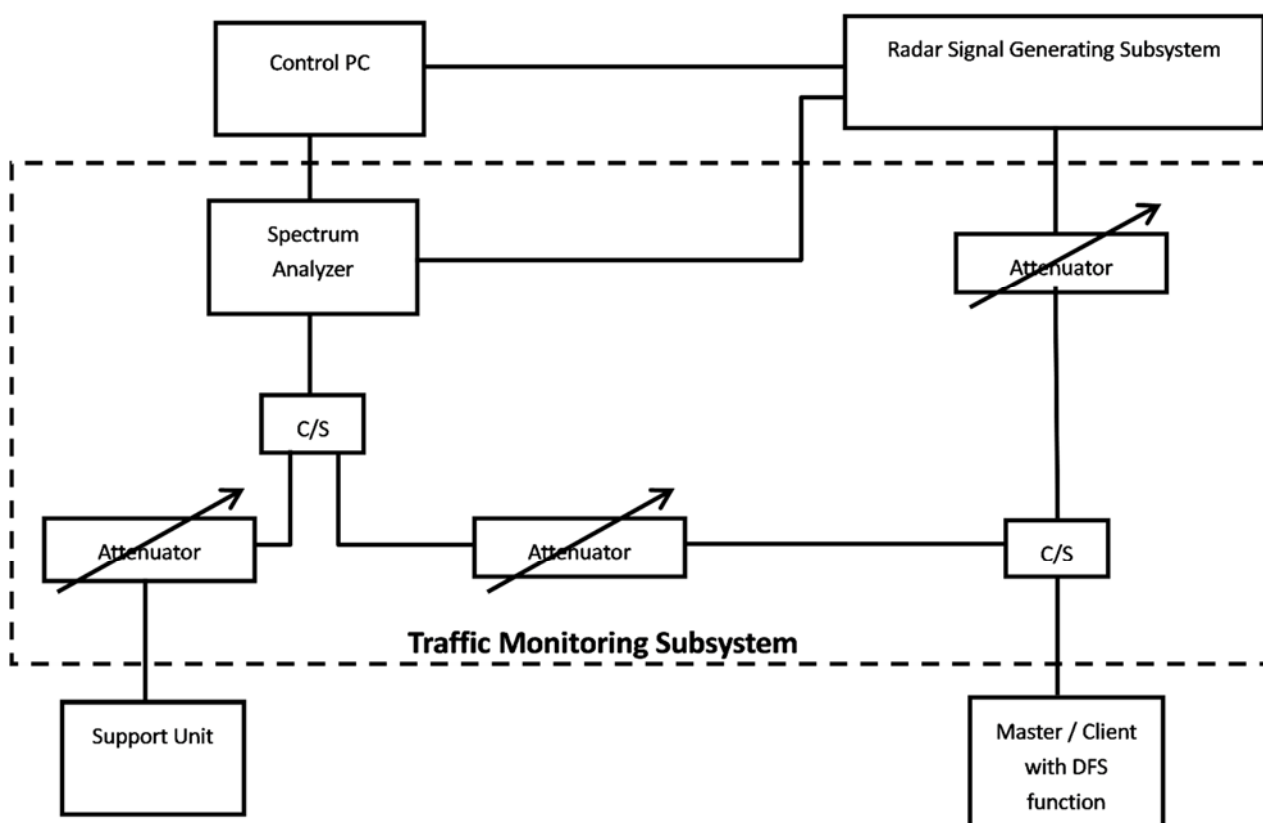 Control PC
Radar Signal Generating Subsystem
Spectrum
Analyzer
Attenuator
C/S
Attenuator
Attenuator
C/S
Traffic Monitoring Subsystem
Support Unit
Master / Client
with DFS
function